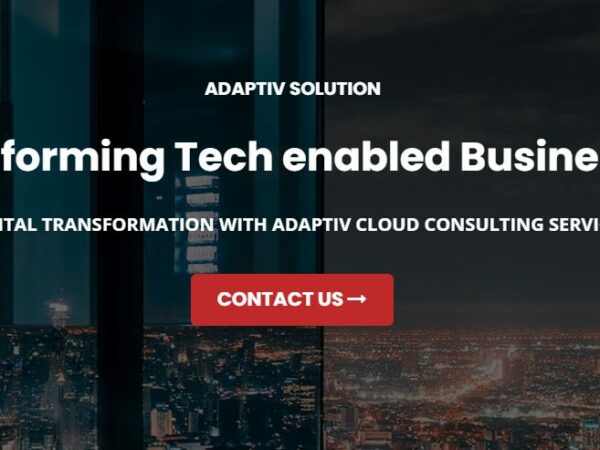 ADAPTIV SOLUTION
forming Tech enabled Busine
ITAL TRANSFORMATION WITH ADAPTIV CLOUD CONSULTING SERVI
CONTACT US →